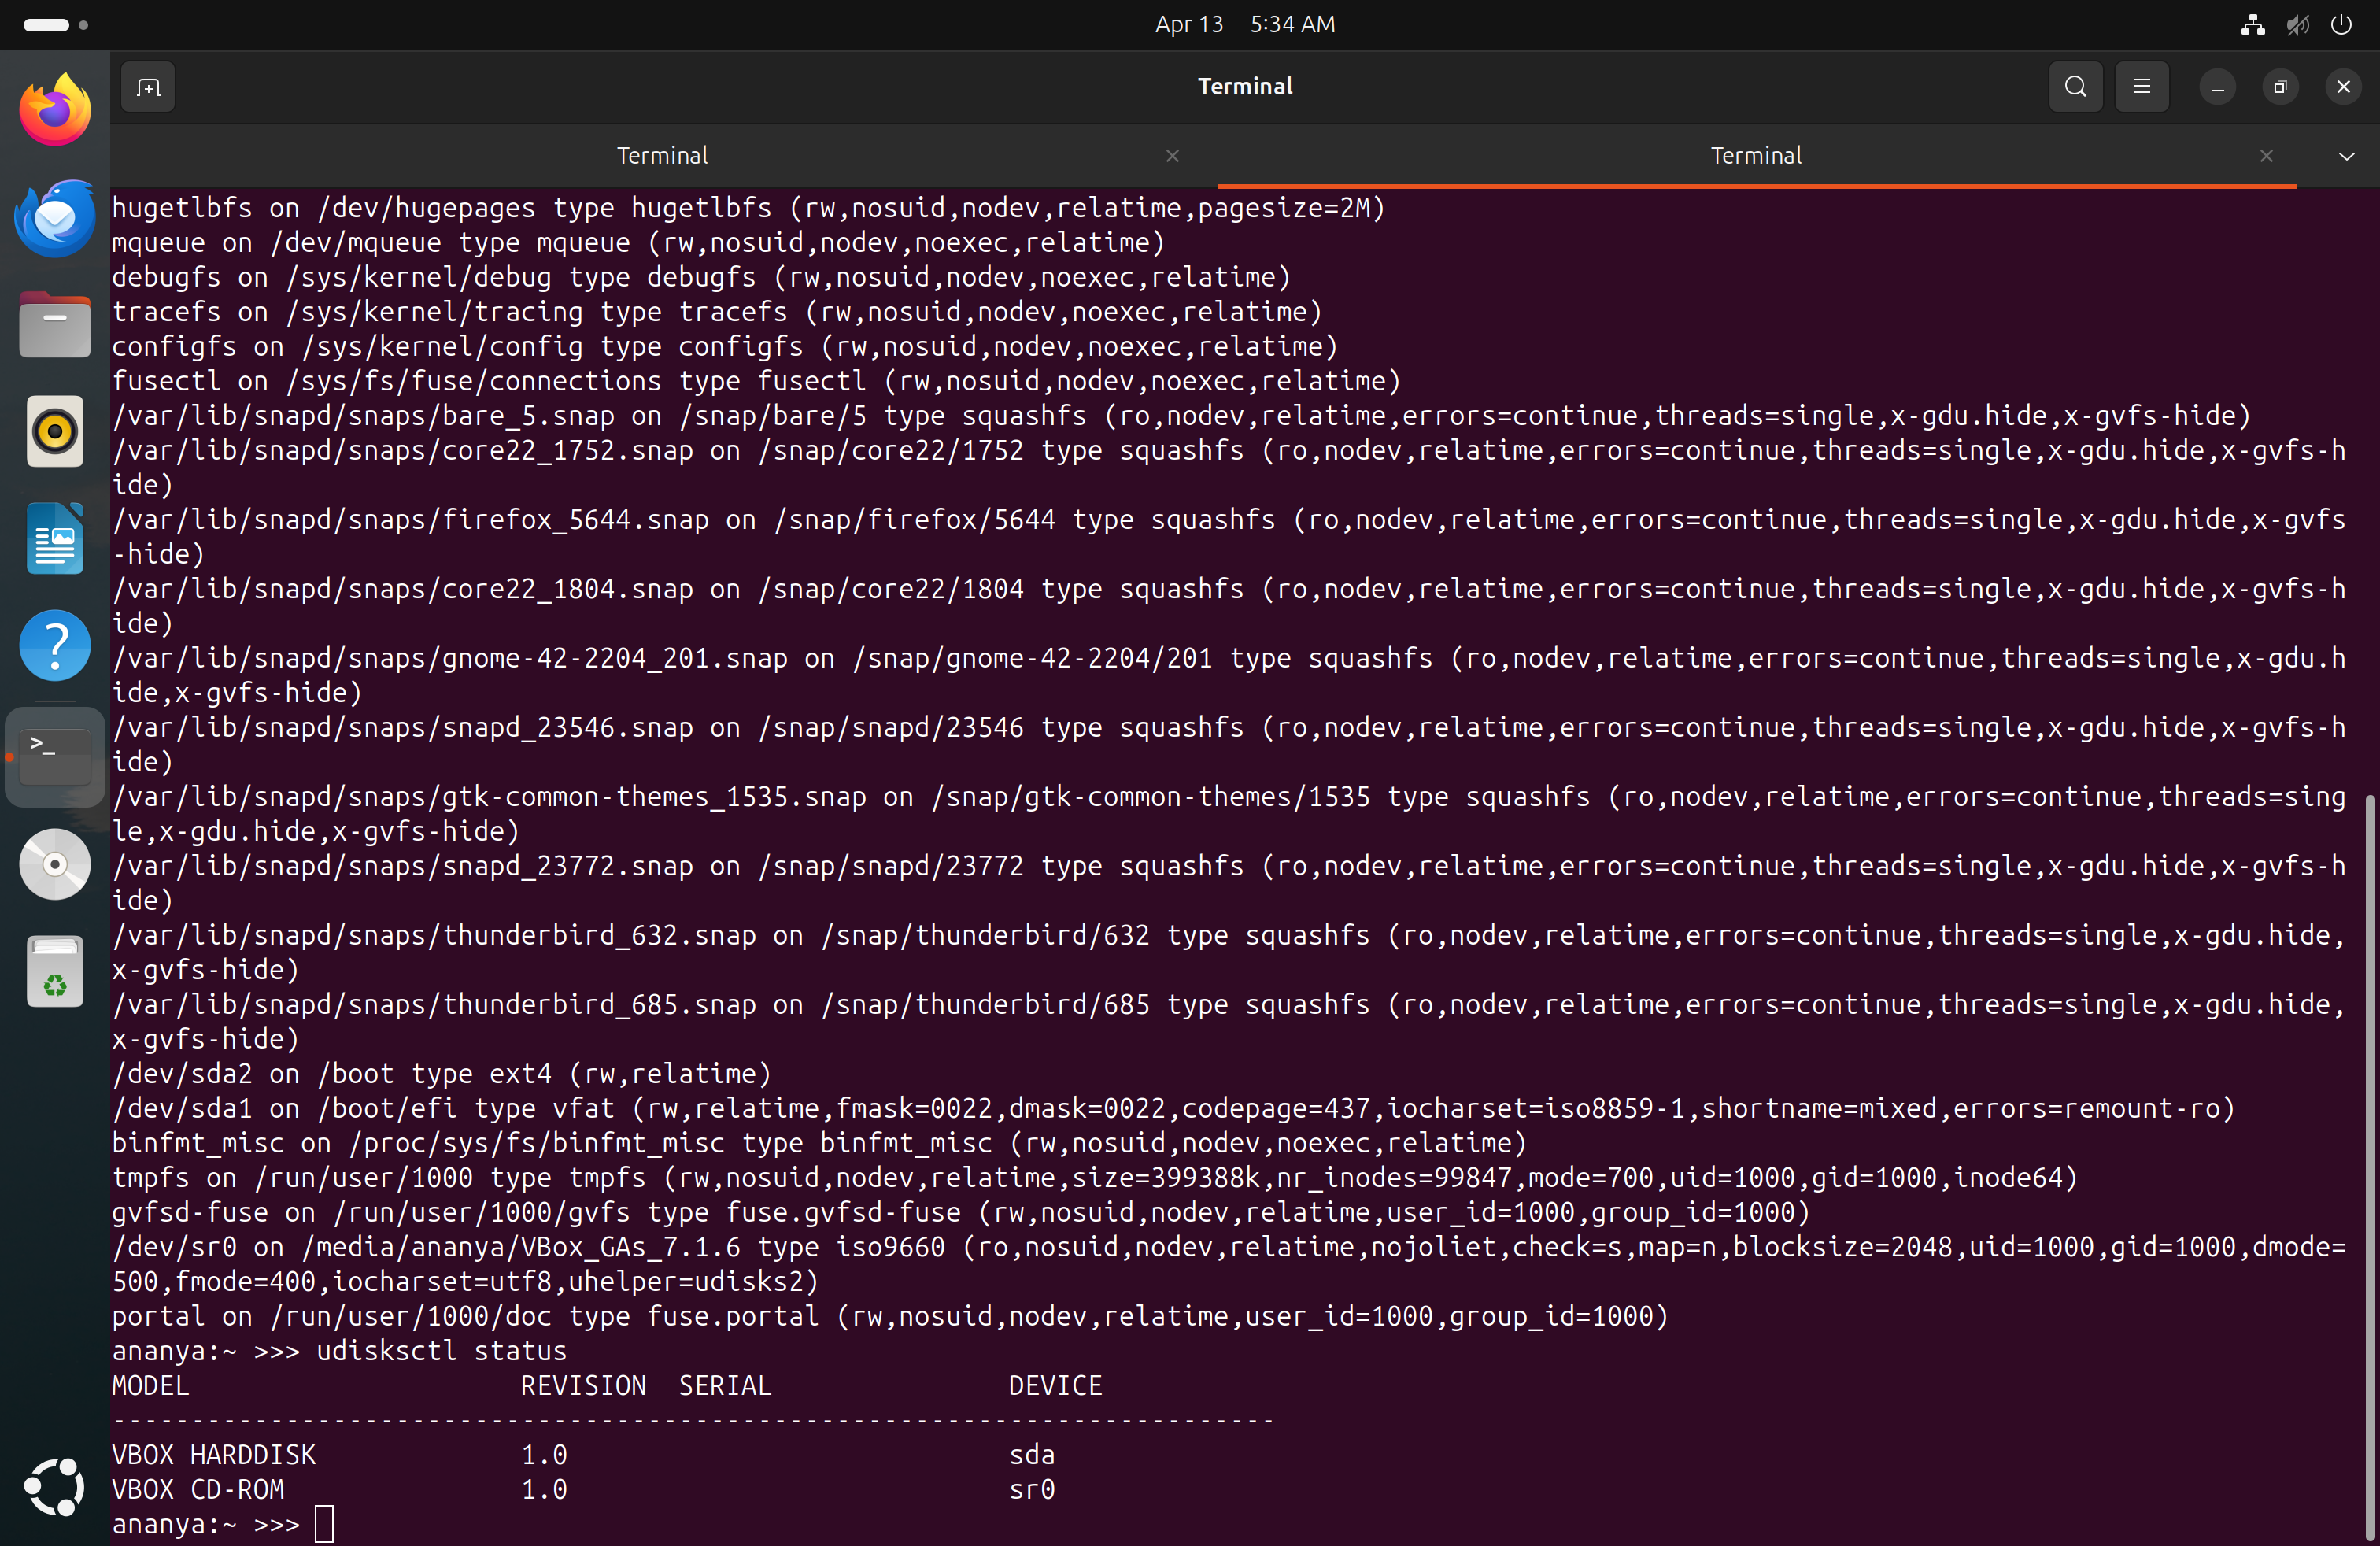 Apr 13 5:34 AM
Terminal
Terminal
Terminal
hugetlbfs on /dev/hugepages type hugetlbfs (rw,nosuid,nodev,relatime,pagesize=2M)
mqueue on /dev/mqueue type mqueue (rw,nosuid,nodev,noexec,relatime)
debugfs on /sys/kernel/debug type debugfs (rw,nosuid,nodev,noexec,relatime)
tracefs on /sys/kernel/tracing type tracefs (rw,nosuid,nodev,noexec,relatime)
configfs on /sys/kernel/config type configfs (rw,nosuid,nodev,noexec,relatime)
fusectl on /sys/fs/fuse/connections type fusectl (rw,nosuid,nodev,noexec,relatime)
/var/lib/snapd/snaps/bare_5.snap on /snap/bare/5 type squashfs (ro,nodev,relatime,errors=continue,threads=single,x-gdu.hide,x-gvfs-hide)
/var/lib/snapd/snaps/core22_1752.snap on /snap/core22/1752 type squashfs (ro,nodev,relatime,errors=continue,threads=single,x-gdu.hide,x-gvfs-h
ide)
/var/lib/snapd/snaps/firefox_5644.snap on /snap/firefox/5644 type squashfs (ro,nodev,relatime,errors=continue,threads=single,x-gdu.hide,x-gvfs
-hide)
/var/lib/snapd/snaps/core22_1804.snap on /snap/core22/1804 type squashfs (ro,nodev,relatime,errors=continue,threads=single,x-gdu.hide,x-gvfs-h
ide)
/var/lib/snapd/snaps/gnome-42-2204_201.snap on /snap/gnome-42-2204/201 type squashfs (ro,nodev,relatime,errors=continue,threads=single,x-gdu.h
ide,x-gvfs-hide)
/var/lib/snapd/snaps/snapd_23546.snap on /snap/snapd/23546 type squashfs (ro,nodev,relatime,errors=continue,threads=single,x-gdu.hide,x-gvfs-h
ide)
/var/lib/snapd/snaps/gtk-common-themes_1535.snap on /snap/gtk-common-themes/1535 type squashfs (ro,nodev,relatime,errors=continue,threads=sing
le,x-gdu.hide,x-gvfs-hide)
/var/lib/snapd/snaps/snapd_23772.snap on /snap/snapd/23772 type squashfs (ro,nodev,relatime,errors=continue,threads=single,x-gdu.hide,x-gvfs-h
ide)
/var/lib/snapd/snaps/thunderbird_632.snap on /snap/thunderbird/632 type squashfs (ro,nodev,relatime,errors=continue,threads=single,x-gdu.hide,
x-gvfs-hide)
/var/lib/snapd/snaps/thunderbird_685.snap on /snap/thunderbird/685 type squashfs (ro,nodev,relatime,errors=continue,threads=single,x-gdu.hide,
x-gvfs-hide)
/dev/sda2 on /boot type ext4 (rw,relatime)
/dev/sda1 on /boot/efi type vfat (rw,relatime,fmask=0022,dmask=0022,codepage=437,iocharset=iso8859-1,shortname=mixed,errors=remount-ro)
binfmt_misc on /proc/sys/fs/binfmt_misc type binfmt_misc (rw,nosuid,nodev,noexec,relatime)
tmpfs on /run/user/1000 type tmpfs (rw,nosuid,nodev,relatime,size=399388k,nr_inodes=99847,mode=700,uid=1000,gid=1000,inode64)
gvfsd-fuse on /run/user/1000/gvfs type fuse.gvfsd-fuse (rw,nosuid,nodev,relatime,user_id=1000,group_id=1000)
/dev/sr0 on /media/ananya/VBox_GAs_7.1.6 type iso9660 (ro,nosuid,nodev,relatime,nojoliet,check=s,map=n,blocksize=2048,uid=1000,gid=1000,dmode=
500,fmode=400,iocharset=utf8,uhelper=udisks2)
portal on /run/user/1000/doc type fuse.portal (rw,nosuid,nodev,relatime,user_id=1000,group_id=1000)
ananya:~ >>> udisksctl status
MODEL REVISION SERIAL DEVICE
--------------------------------------------------------------------------
VBOX HARDDISK 1.0 sda
VBOX CD-ROM 1.0 sr0
ananya:~ >>>